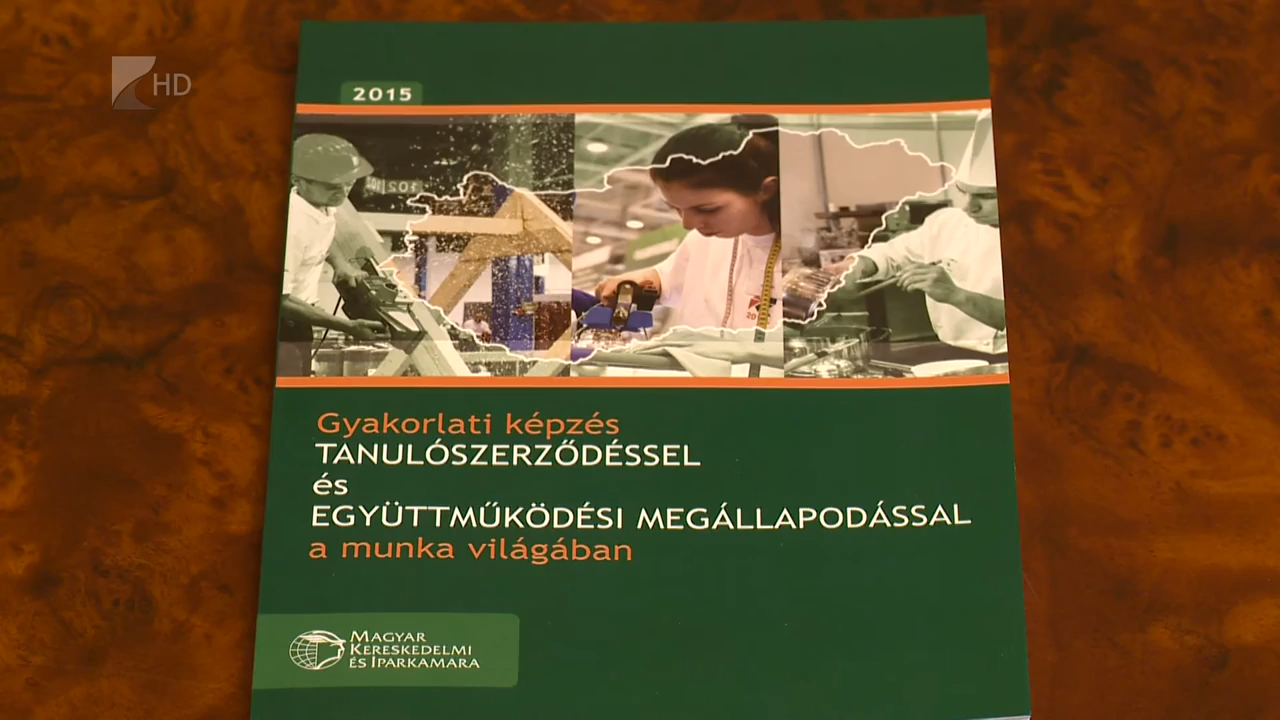 HD
2015
Gyakorlati képzés
TANULÓSZERZŐDÉSSEL
és
EGYÜTTMŰKÖDÉSI MEGÁLLAPODÁSSAL
a munka világában
MAGYAR
KERESKEDELMI
ÉS IPARKAMARA